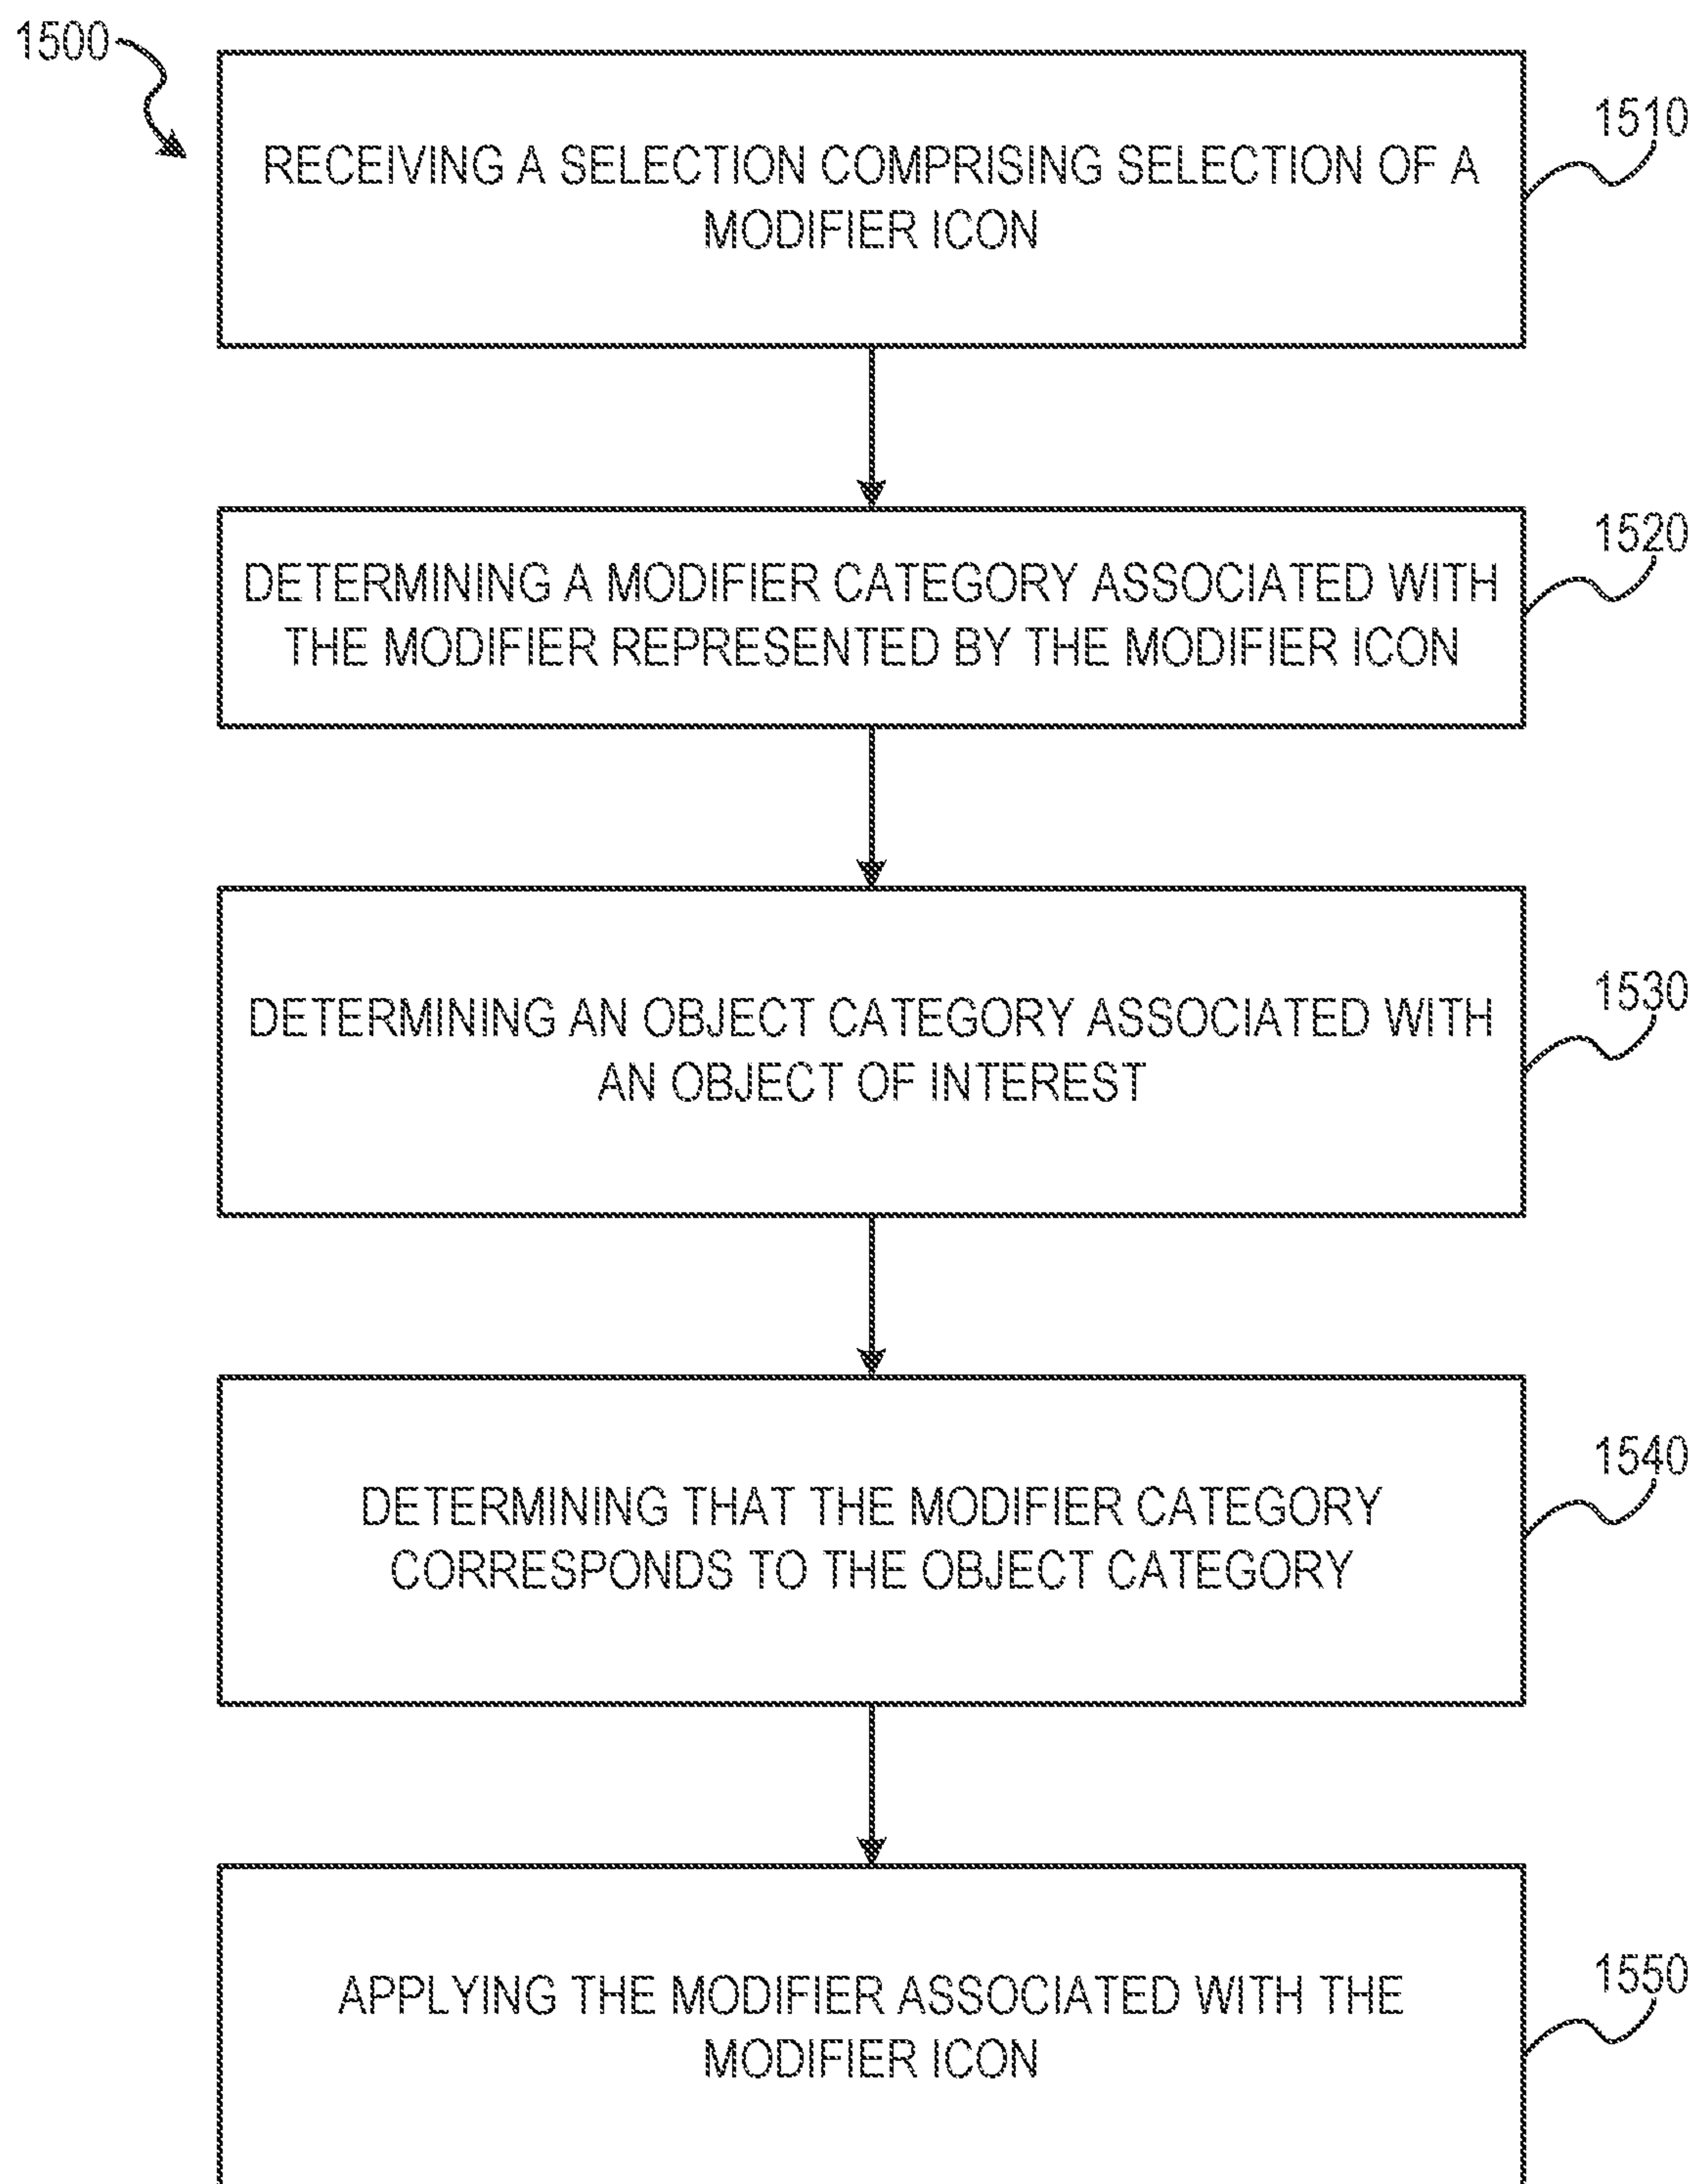 1500
1510
RECEIVING A SELECTION COMPRISING SELECTION OF A
MODIFIER ICON
1520
DETERMINING A MODIFIER CATEGORY ASSOCIATED WITH
THE MODIFIER REPRESENTED BY THE MODIFIER ICON
1530
DETERMINING AN OBJECT CATEGORY ASSOCIATED WITH
AN OBJECT OF INTEREST
1540
DETERMINING THAT THE MODIFIER CATEGORY
CORRESPONDS TO THE OBJECT CATEGORY
1550
APPLYING THE MODIFIER ASSOCIATED WITH THE
MODIFIER ICON